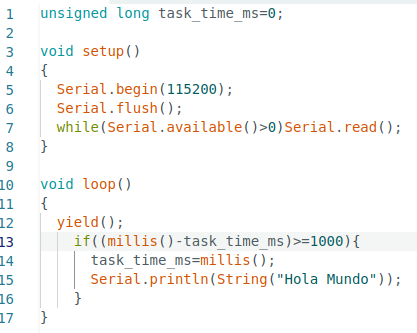 1 unsigned long task_time_ms=0;
2
3 void setup()
4 {
5 Serial.begin(115200);
6 Serial.flush();
7 while(Serial.available()>0)Serial.read();
8 }
9
10 void loop()
11 {
12 yield();
13 if((millis()-task_time_ms)>=1000){
14 task_time_ms=millis();
15 Serial.println(String("Hola Mundo"));
16 }
17 }